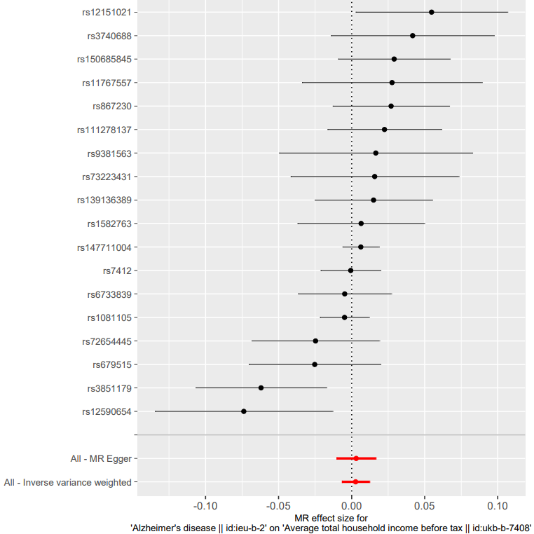 rs12151021
rs3740688
rs150685845
rs11767557
rs867230
rs111278137
rs9381563
rs73223431
rs139136389
rs1582763
rs147711004
rs7412
rs6733839
rs1081105
rs72654445
rs679515
rs3851179
rs12590654
All - MR Egger
All - Inverse variance weighted
-0.10 -0.05 0.00 0.05 0.10
MR effect size for
'Alzheimer's disease || id:ieu-b-2' on 'Average total household income before tax || id:ukb-b-7408'